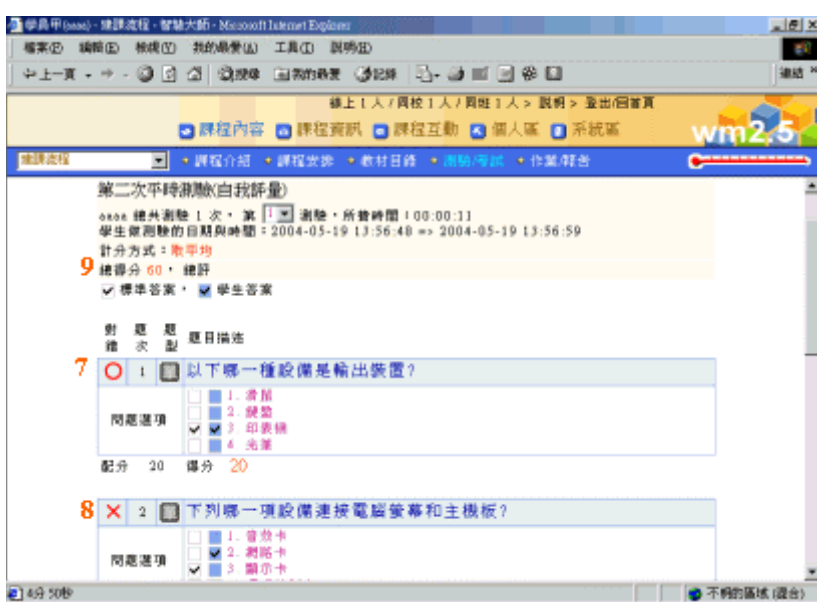 學員甲(sass) - 建課流程 - 智慧大師 - Microsoft Internet Explorer
檔案(F) 編輯(E) 檢視(V) 我的最愛(A) 工具(T) 說明(H)
上一頁 搜尋 我的最愛 記錄 連結
線上1人/同校1人/同班1人> 說明> 登出/回首頁
課程內容 課程資訊 課程互動 個人區 系統區
wm2.5
建課流程 課程介紹 課程安排 教材目錄 測驗/考試 作業/報告
第二次平時測驗(自我評量)
總共測驗 1 次, 第 1 測驗,所替時間:00:00:11
學生做測驗的日期與時間:2004-05-19 13:56:48 => 2004-05-19 13:56:59
計分方式:取平均
9 總得分 60, 總評
標準答案, 學生答案
對錯 題次 題型 題目描述
7 1 以下哪一種設備是輸出裝置?
問題選項
1. 滑鼠
2. 鍵盤
3. 印表機
4. 光筆
配分 20 得分 20
8 2 下列哪一項設備連接電腦螢幕和主機板?
問題選項
1. 音效卡
2. 網路卡
3. 顯示卡
4分 50秒 不明的區域 (混合)